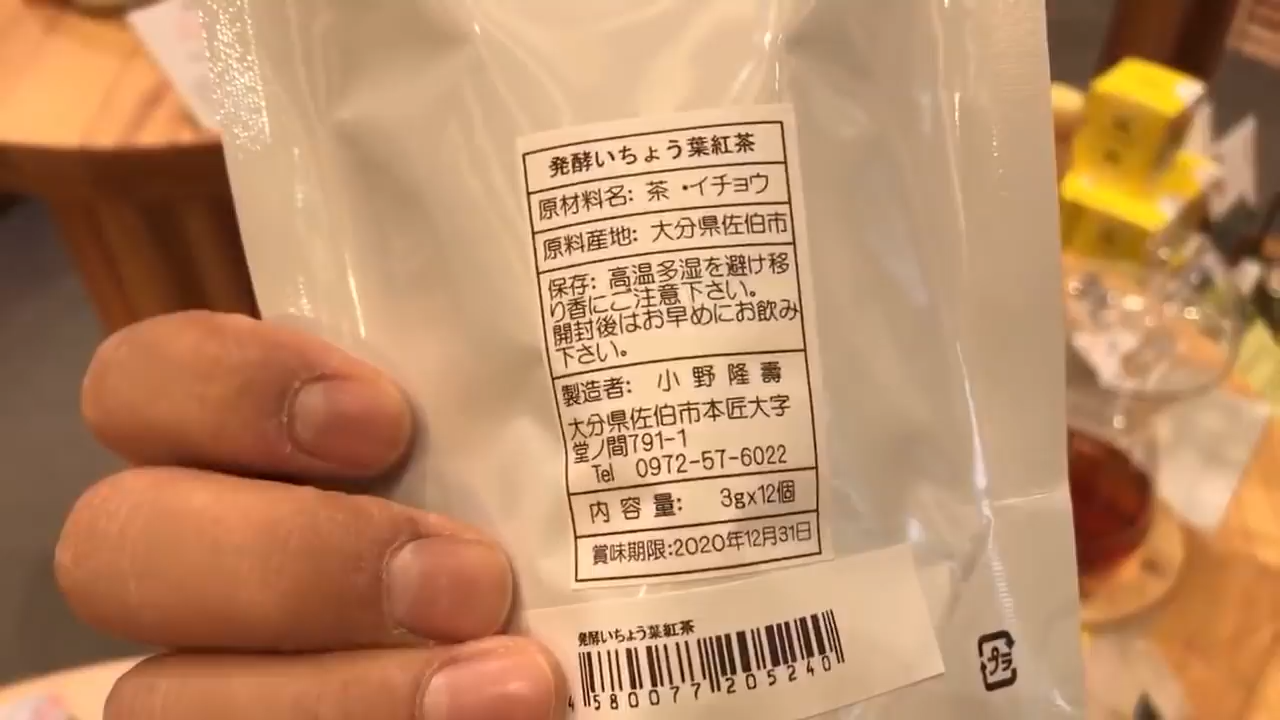 発酵いちょう葉紅茶
原材料名: 茶 ・イチョウ
原料産地: 大分県佐伯市
保存: 高温多湿を避け移
り香にご注意下さい。
開封後はお早めにお飲み
下さい。
製造者: 小 野 隆 壽
大分県佐伯市本匠大字
堂ノ間791-1
Tel 0972-57-6022
内 容 量: 3gx12個
賞味期限:2020年12月31日
発酵いちょう葉紅茶
4 580077 205240
プラ